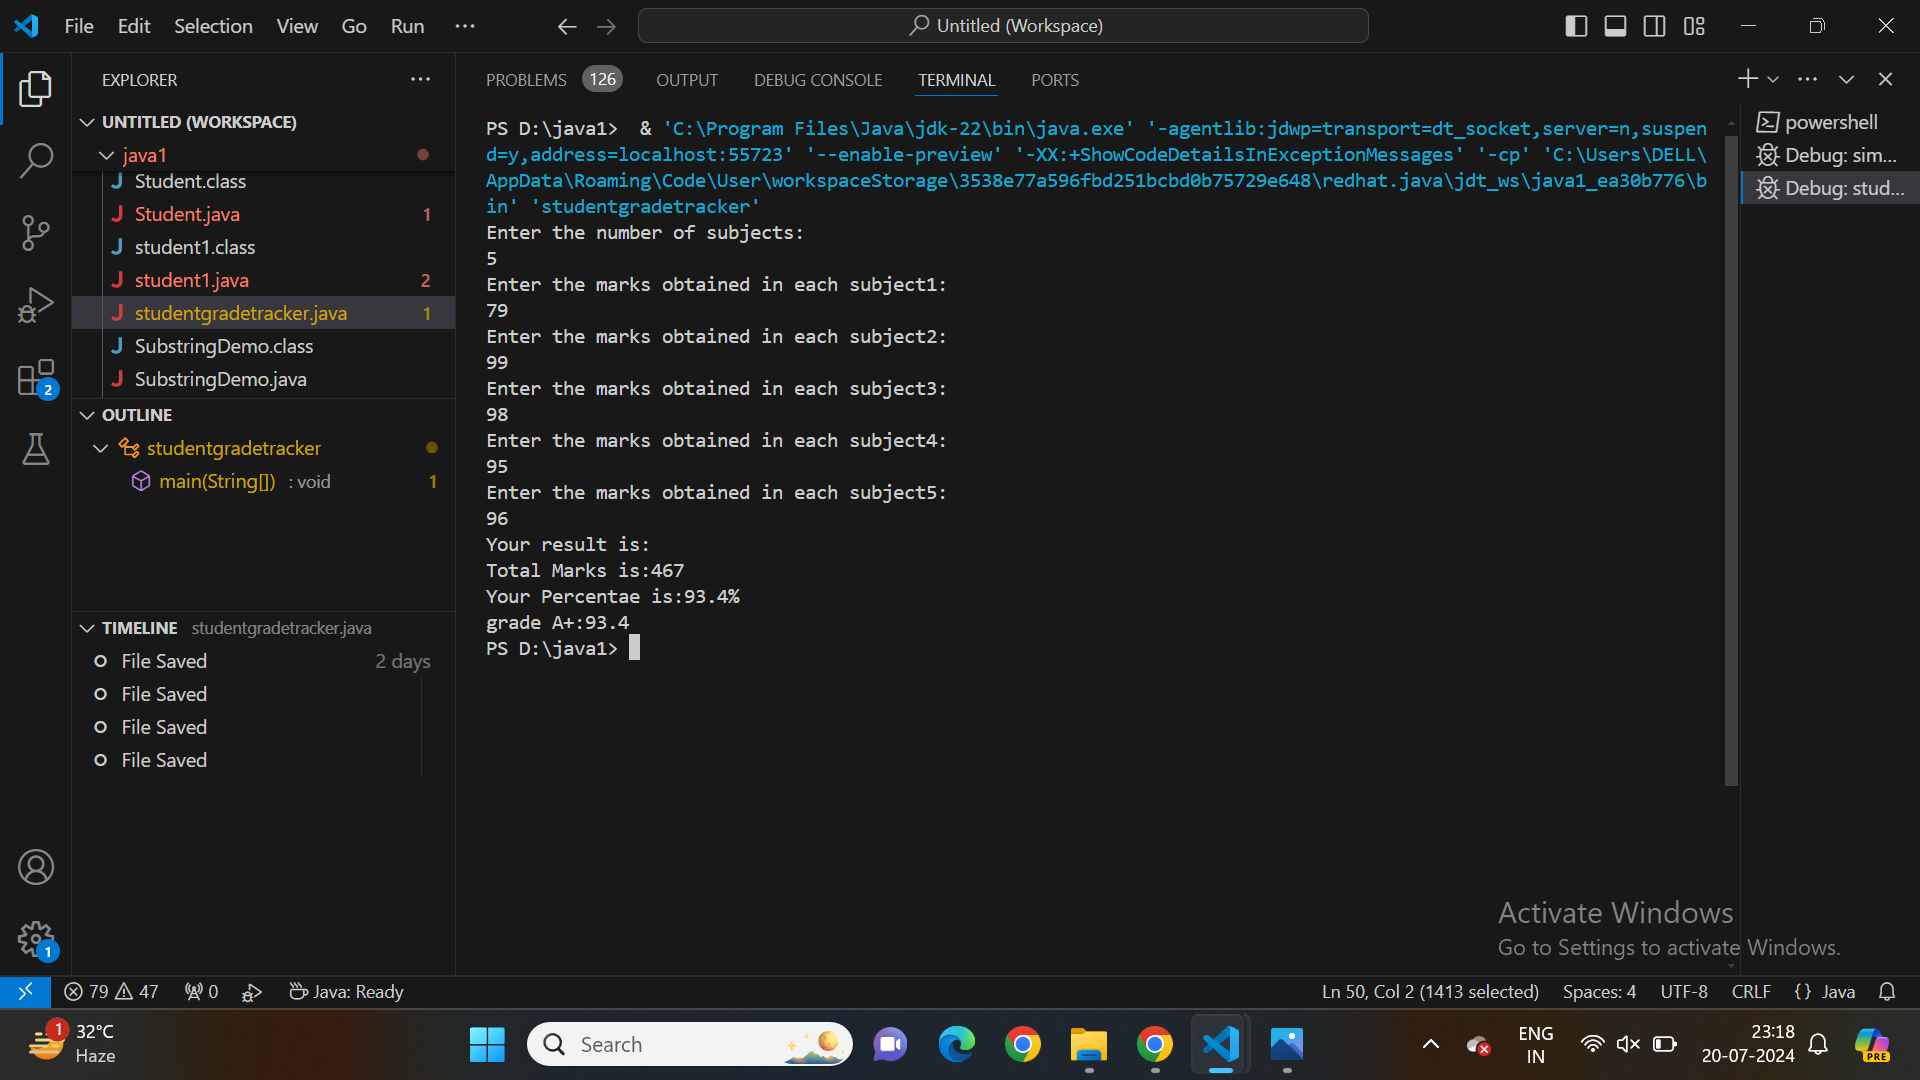 File Edit Selection View Go Run ··· Untitled (Workspace)
EXPLORER ···
UNTITLED (WORKSPACE)
java1
Student.class
Student.java 1
student1.class
student1.java 2
studentgradetracker.java 1
SubstringDemo.class
SubstringDemo.java
OUTLINE
studentgradetracker
main(String[]) : void 1
TIMELINE studentgradetracker.java
File Saved 2 days
File Saved
File Saved
File Saved
2
1
PROBLEMS 126 OUTPUT DEBUG CONSOLE TERMINAL PORTS
PS D:\java1>  & 'C:\Program Files\Java\jdk-22\bin\java.exe' '-agentlib:jdwp=transport=dt_socket,server=n,suspen
d=y,address=localhost:55723' '--enable-preview' '-XX:+ShowCodeDetailsInExceptionMessages' '-cp' 'C:\Users\DELL\
AppData\Roaming\Code\User\workspaceStorage\3538e77a596fbd251bcbd0b75729e648\redhat.java\jdt_ws\java1_ea30b776\b
in' 'studentgradetracker'
Enter the number of subjects:
5
Enter the marks obtained in each subject1:
79
Enter the marks obtained in each subject2:
99
Enter the marks obtained in each subject3:
98
Enter the marks obtained in each subject4:
95
Enter the marks obtained in each subject5:
96
Your result is:
Total Marks is:467
Your Percentae is:93.4%
grade A+:93.4
PS D:\java1>
powershell
Debug: sim...
Debug: stud...
Activate Windows
Go to Settings to activate Windows.
79 47 0 Java: Ready Ln 50, Col 2 (1413 selected) Spaces: 4 UTF-8 CRLF {} Java
1 32°C
Haze
Search
ENG
IN
23:18
20-07-2024
PRE